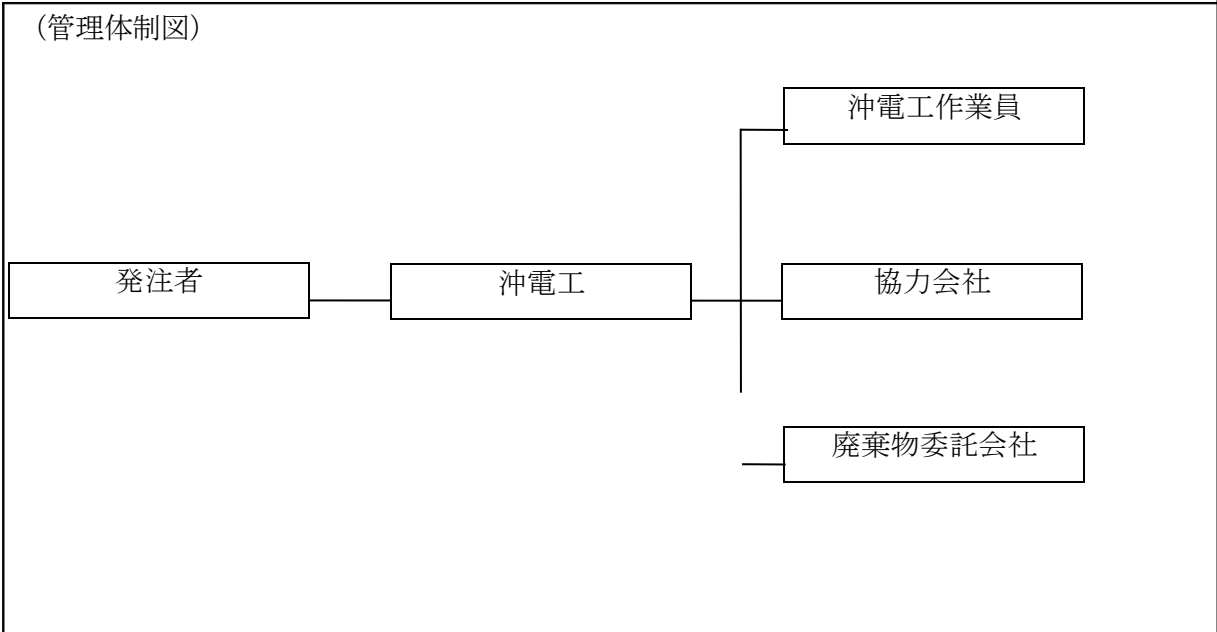 （管理体制図）
沖電工作業員
発注者
沖電工
協力会社
廃棄物委託会社